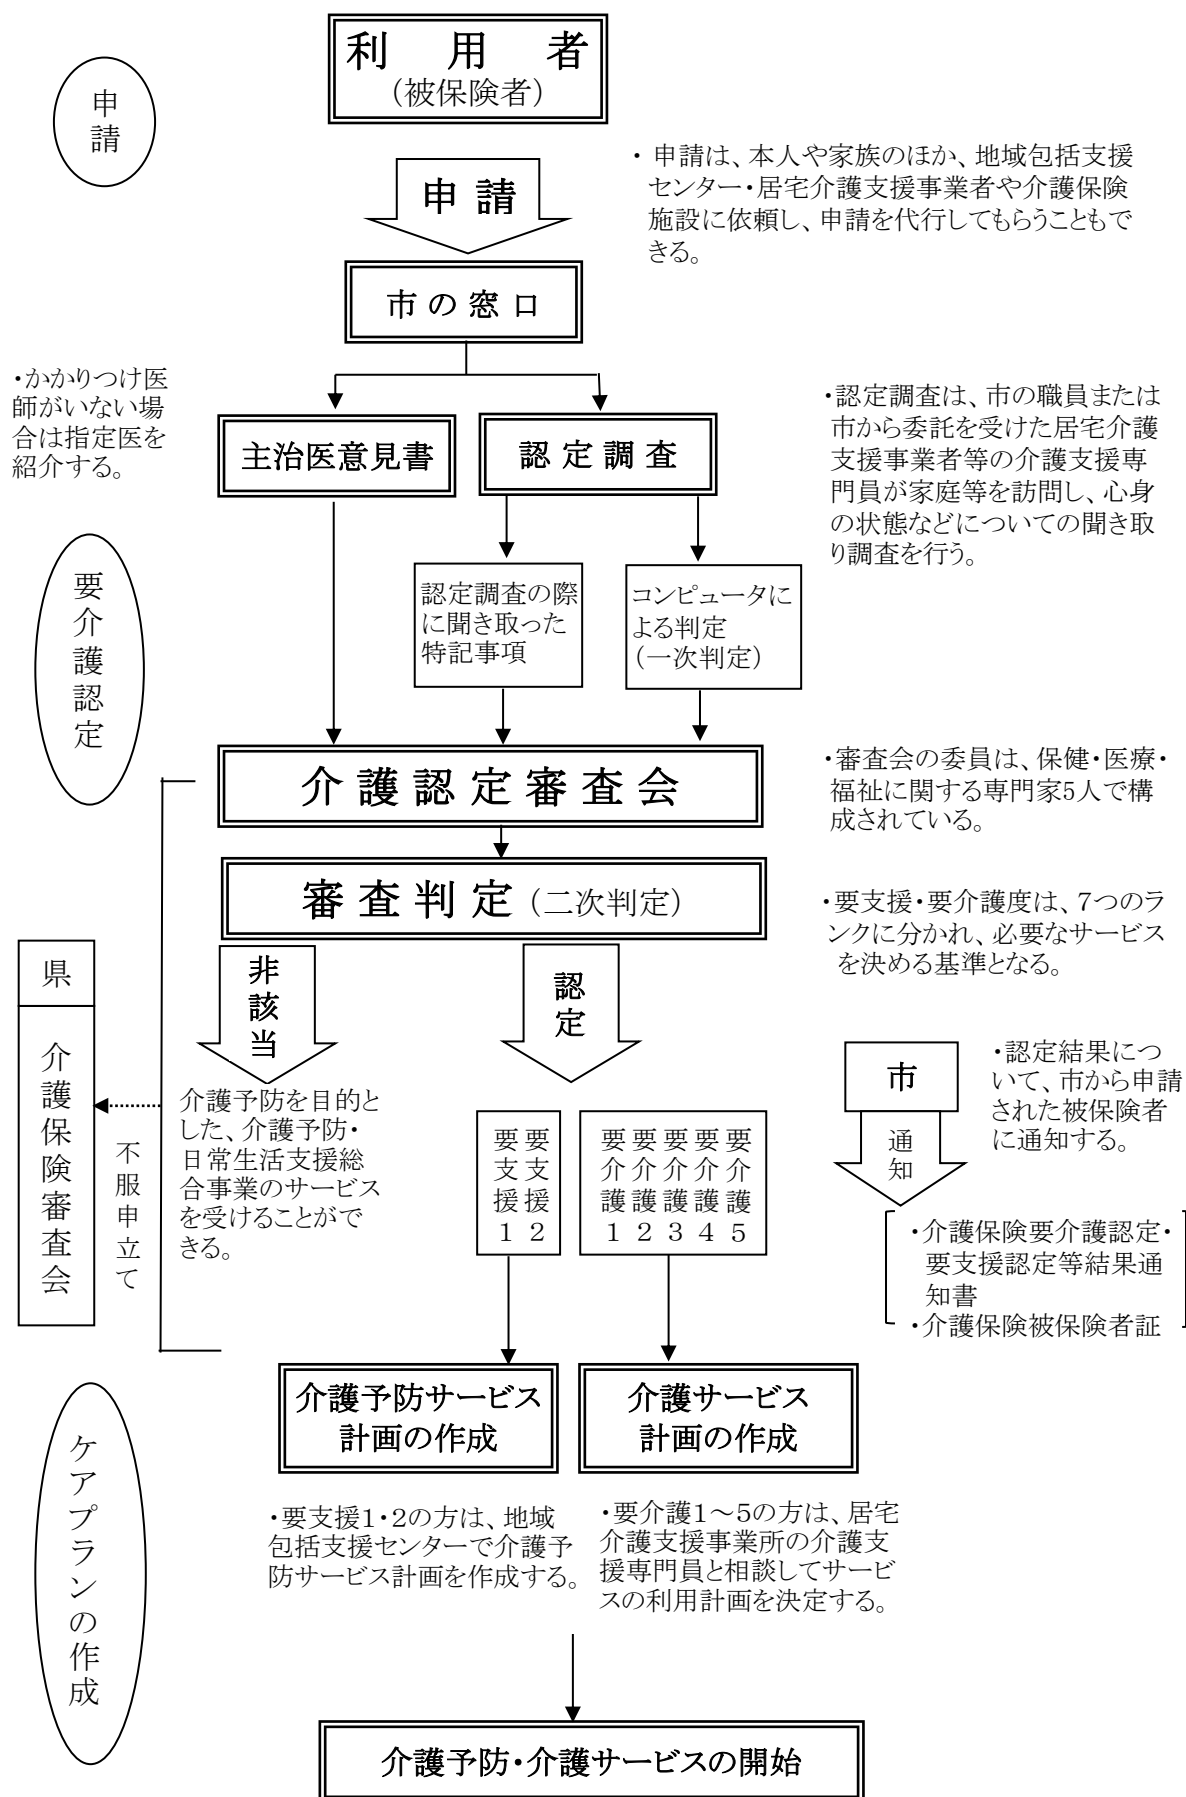 利用者
(被保険者)
申
請
申請
・ 申請は、本人や家族のほか、地域包括支援
センター・居宅介護支援事業者や介護保険
施設に依頼し、申請を代行してもらうこともで
きる。
市の窓口
・かかりつけ医
師がいない場
合は指定医を
紹介する。
主治医意見書
認定調査
・認定調査は、市の職員または
市から委託を受けた居宅介護
支援事業者等の介護支援専
門員が家庭等を訪問し、心身
の状態などについての聞き取
り調査を行う。
要介護認定
認定調査の際
に聞き取った
特記事項
コンピュータに
よる判定
(一次判定)
介護認定審査会
・審査会の委員は、保健・医療・
福祉に関する専門家5人で構
成されている。
審査判定(二次判定)
・要支援・要介護度は、7つのラ
ンクに分かれ、必要なサービス
を決める基準となる。
県
介護保険審査会
不服申立て
非該当
認定
介護予防を目的と
した、介護予防・
日常生活支援総
合事業のサービス
を受けることがで
きる。
要支援1
要支援2
要介護1
要介護2
要介護3
要介護4
要介護5
市
通知
・認定結果につ
いて、市から申請
された被保険者
に通知する。
・介護保険要介護認定・
要支援認定等結果通
知書
・介護保険被保険者証
ケアプランの作成
介護予防サービス
計画の作成
介護サービス
計画の作成
・要支援1・2の方は、地域
包括支援センターで介護予
防サービス計画を作成する。
・要介護1～5の方は、居宅
介護支援事業所の介護支
援専門員と相談してサービ
スの利用計画を決定する。
介護予防・介護サービスの開始